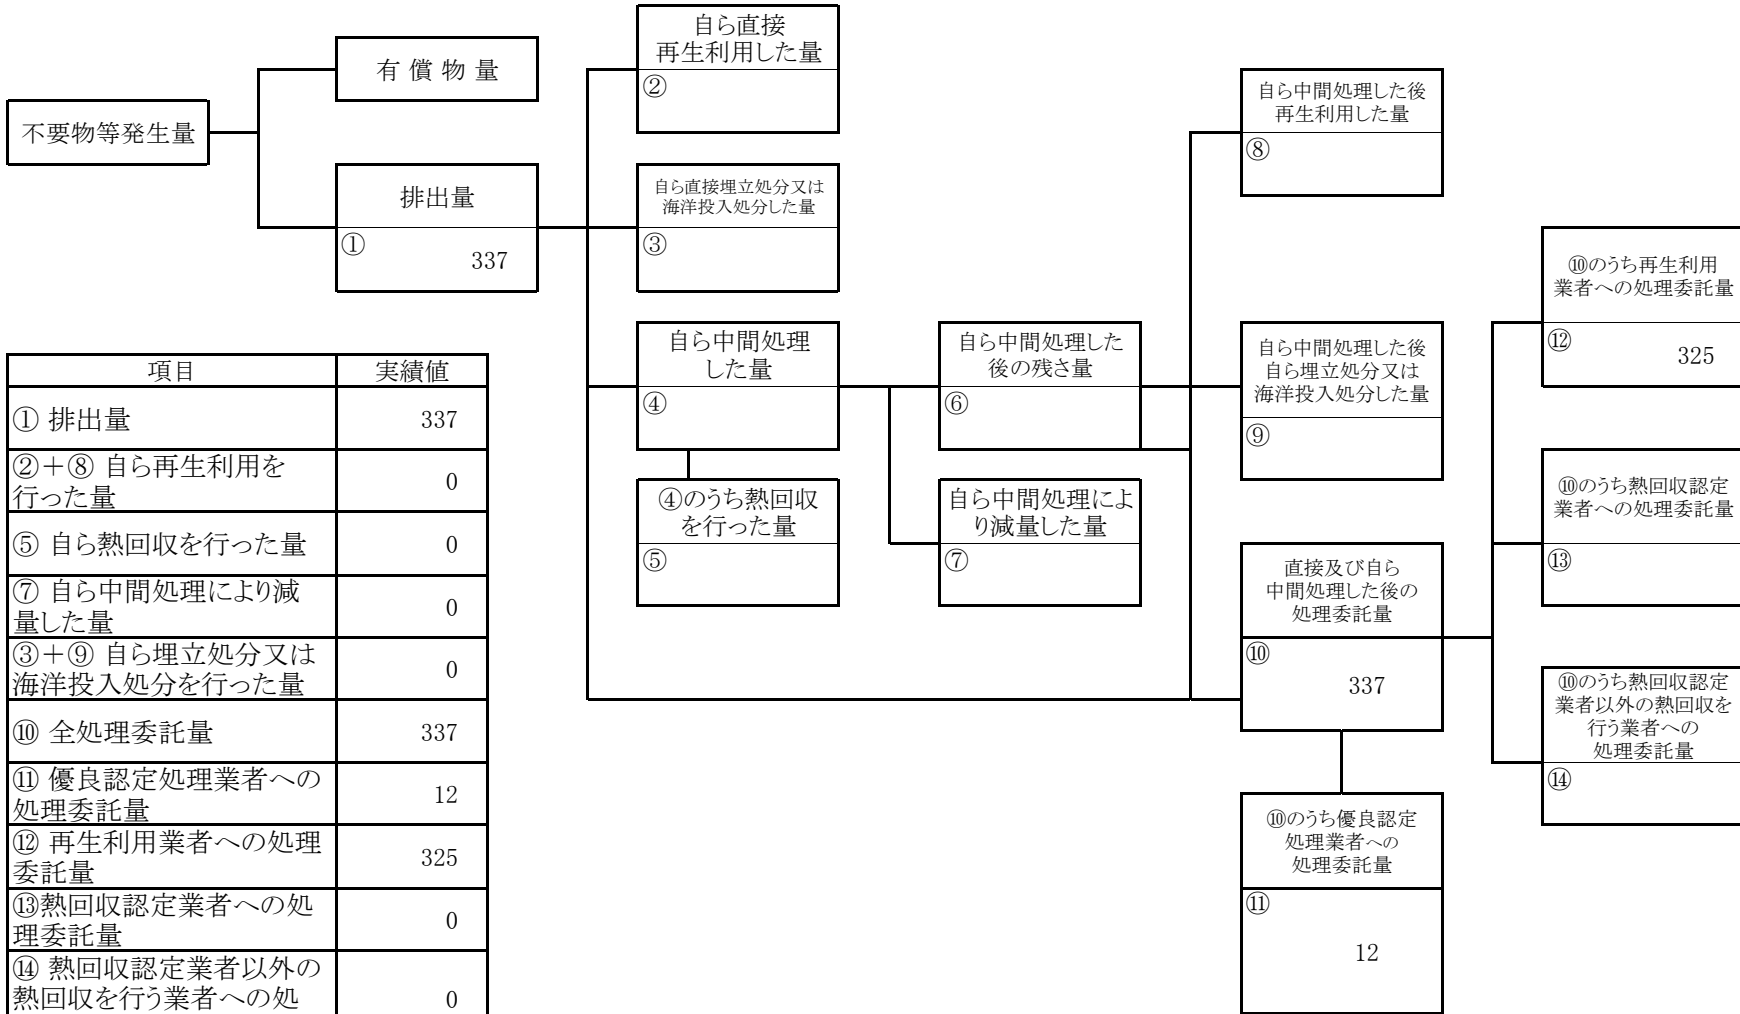 不要物等発生量
有 償 物 量
排出量
①
337
自ら直接
再生利用した量
②
自ら直接埋立処分又は
海洋投入処分した量
③
自ら中間処理
した量
④
④のうち熱回収
を行った量
⑤
自ら中間処理した
後の残さ量
⑥
自ら中間処理によ
り減量した量
⑦
自ら中間処理した後
再生利用した量
⑧
自ら中間処理した後
自ら埋立処分又は
海洋投入処分した量
⑨
直接及び自ら
中間処理した後の
処理委託量
⑩
337
⑩のうち優良認定
処理業者への
処理委託量
⑪
12
⑩のうち再生利用
業者への処理委託量
⑫
325
⑩のうち熱回収認定
業者への処理委託量
⑬
⑩のうち熱回収認定
業者以外の熱回収を
行う業者への
処理委託量
⑭
項目 実績値
① 排出量 337
②＋⑧ 自ら再生利用を
行った量 0
⑤ 自ら熱回収を行った量 0
⑦ 自ら中間処理により減
量した量 0
③＋⑨ 自ら埋立処分又は
海洋投入処分を行った量 0
⑩ 全処理委託量 337
⑪ 優良認定処理業者への
処理委託量 12
⑫ 再生利用業者への処理
委託量 325
⑬熱回収認定業者への処
理委託量 0
⑭ 熱回収認定業者以外の
熱回収を行う業者への処 0